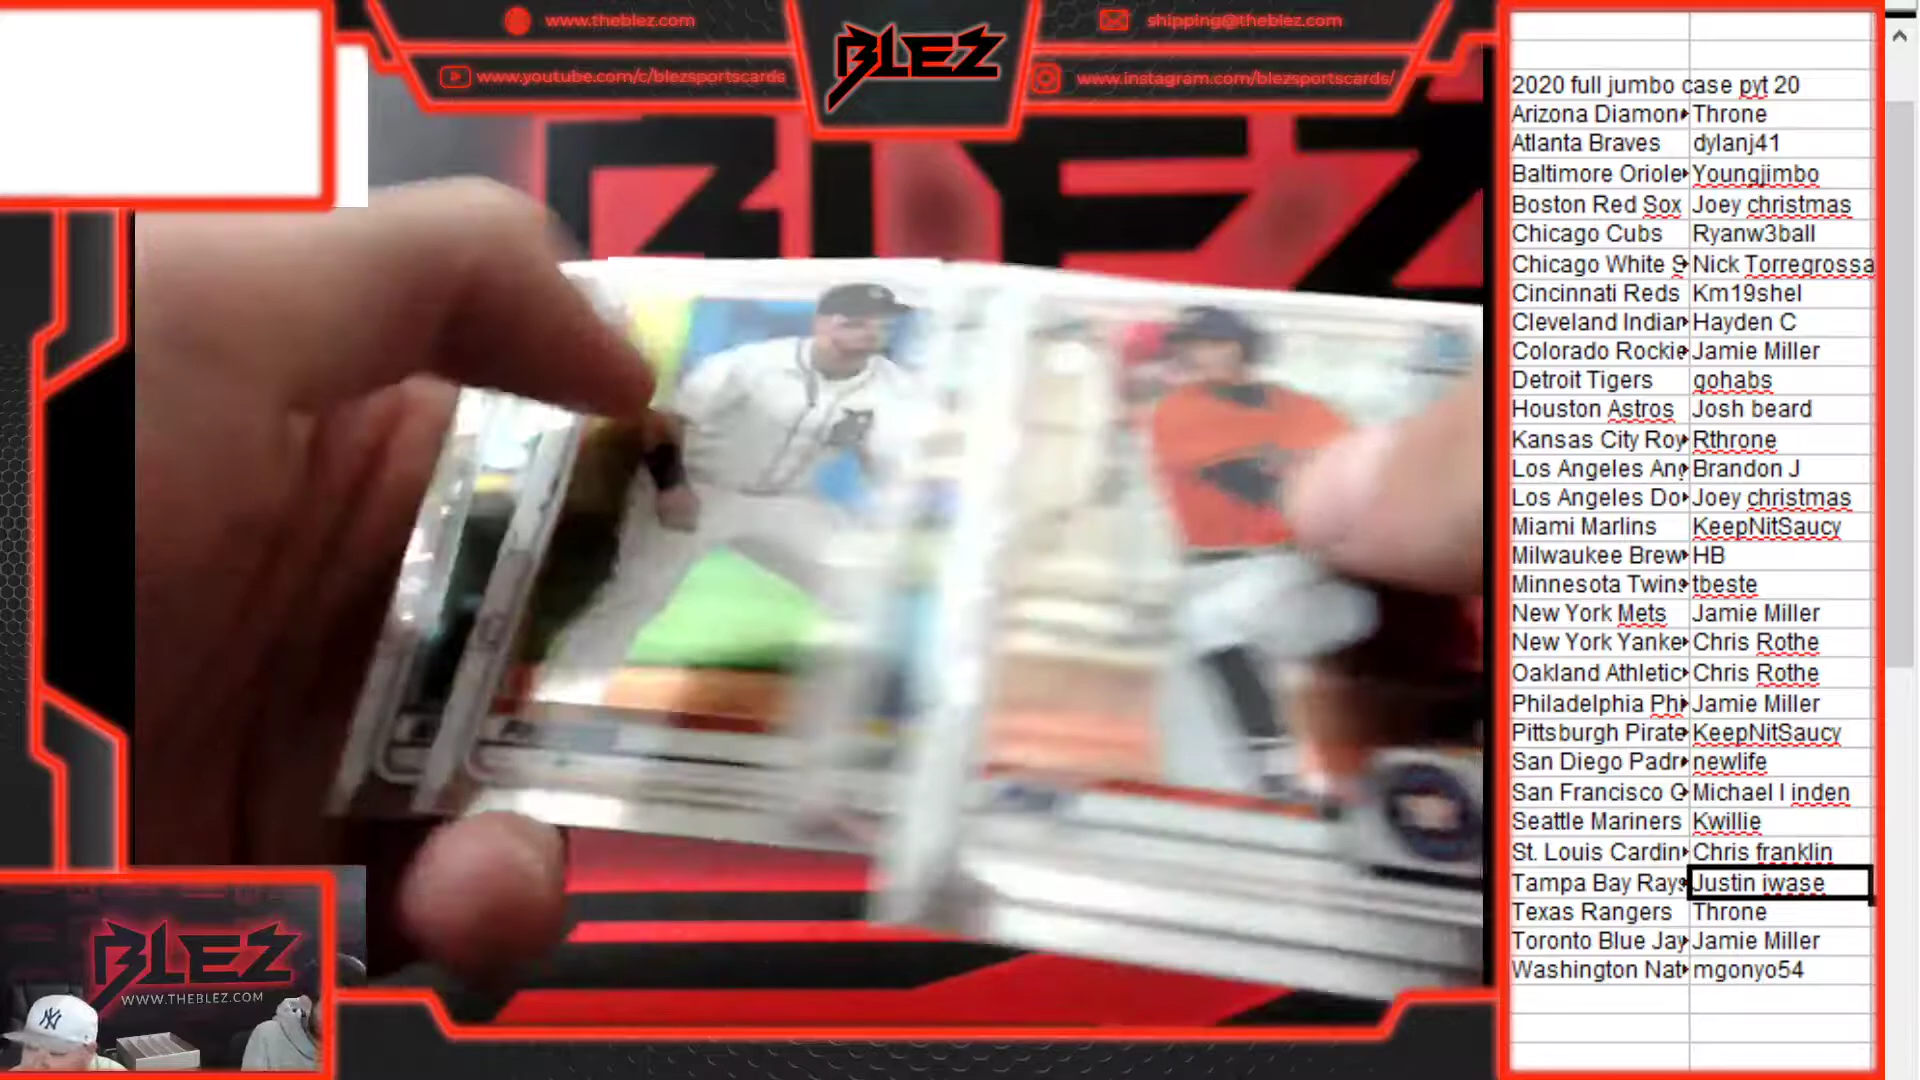 www.theblez.com
shipping@theblez.com
BLEZ
www.youtube.com/c/blezsportscards
www.instagram.com/blezsportscards/
BLEZ
2020 full jumbo case pyt 20
Arizona Diamon Throne
Atlanta Braves dylanj41
Baltimore Oriole Youngjimbo
Boston Red Sox Joey christmas
Chicago Cubs Ryanw3ball
Chicago White S Nick Torregrossa
Cincinnati Reds Km19shel
Cleveland Indian Hayden C
Colorado Rockie Jamie Miller
Detroit Tigers gohabs
Houston Astros Josh beard
Kansas City Roy Rthrone
Los Angeles Ang Brandon J
Los Angeles Do Joey christmas
Miami Marlins KeepNitSaucy
Milwaukee Brew HB
Minnesota Twins tbeste
New York Mets Jamie Miller
New York Yanke Chris Rothe
Oakland Athletic Chris Rothe
Philadelphia Phi Jamie Miller
Pittsburgh Pirate KeepNitSaucy
San Diego Padr newlife
San Francisco G Michael l inden
Seattle Mariners Kwillie
St. Louis Cardin Chris franklin
Tampa Bay Rays Justin iwase
Texas Rangers Throne
Toronto Blue Jay Jamie Miller
Washington Nat mgonyo54
BLEZ
WWW.THEBLEZ.COM
NY